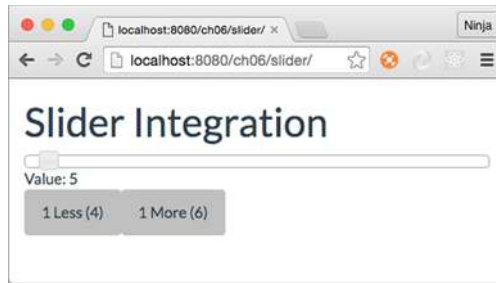 localhost:8080/ch06/slider/
Ninja
localhost:8080/ch06/slider/
Slider Integration
Value: 5
1 Less (4)
1 More (6)